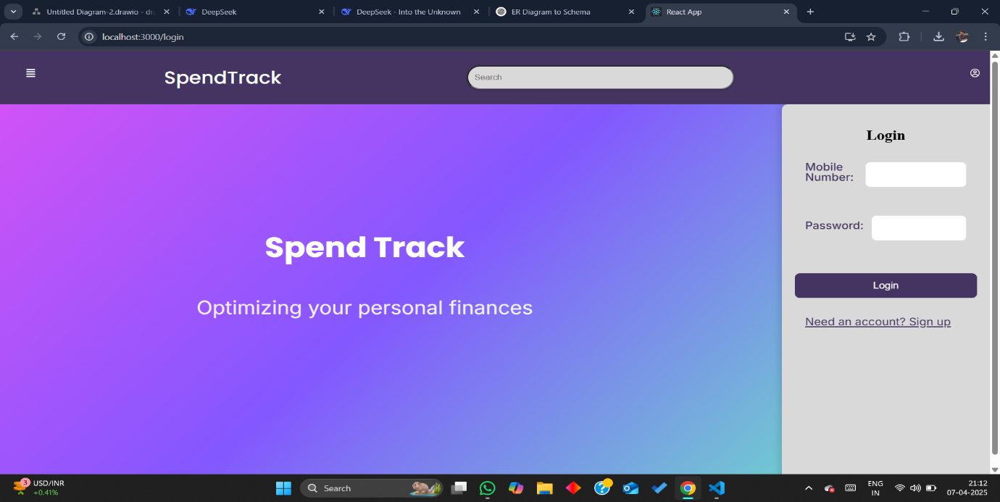 Untitled Diagram-2.drawio - dr
DeepSeek
DeepSeek - Into the Unknown
ER Diagram to Schema
React App
localhost:3000/login
SpendTrack
Search
Login
Mobile
Number:
Spend Track
Optimizing your personal finances
Password:
Login
Need an account? Sign up
3
USD/INR
+0.41%
Search
ENG
IN
21:12
07-04-2025